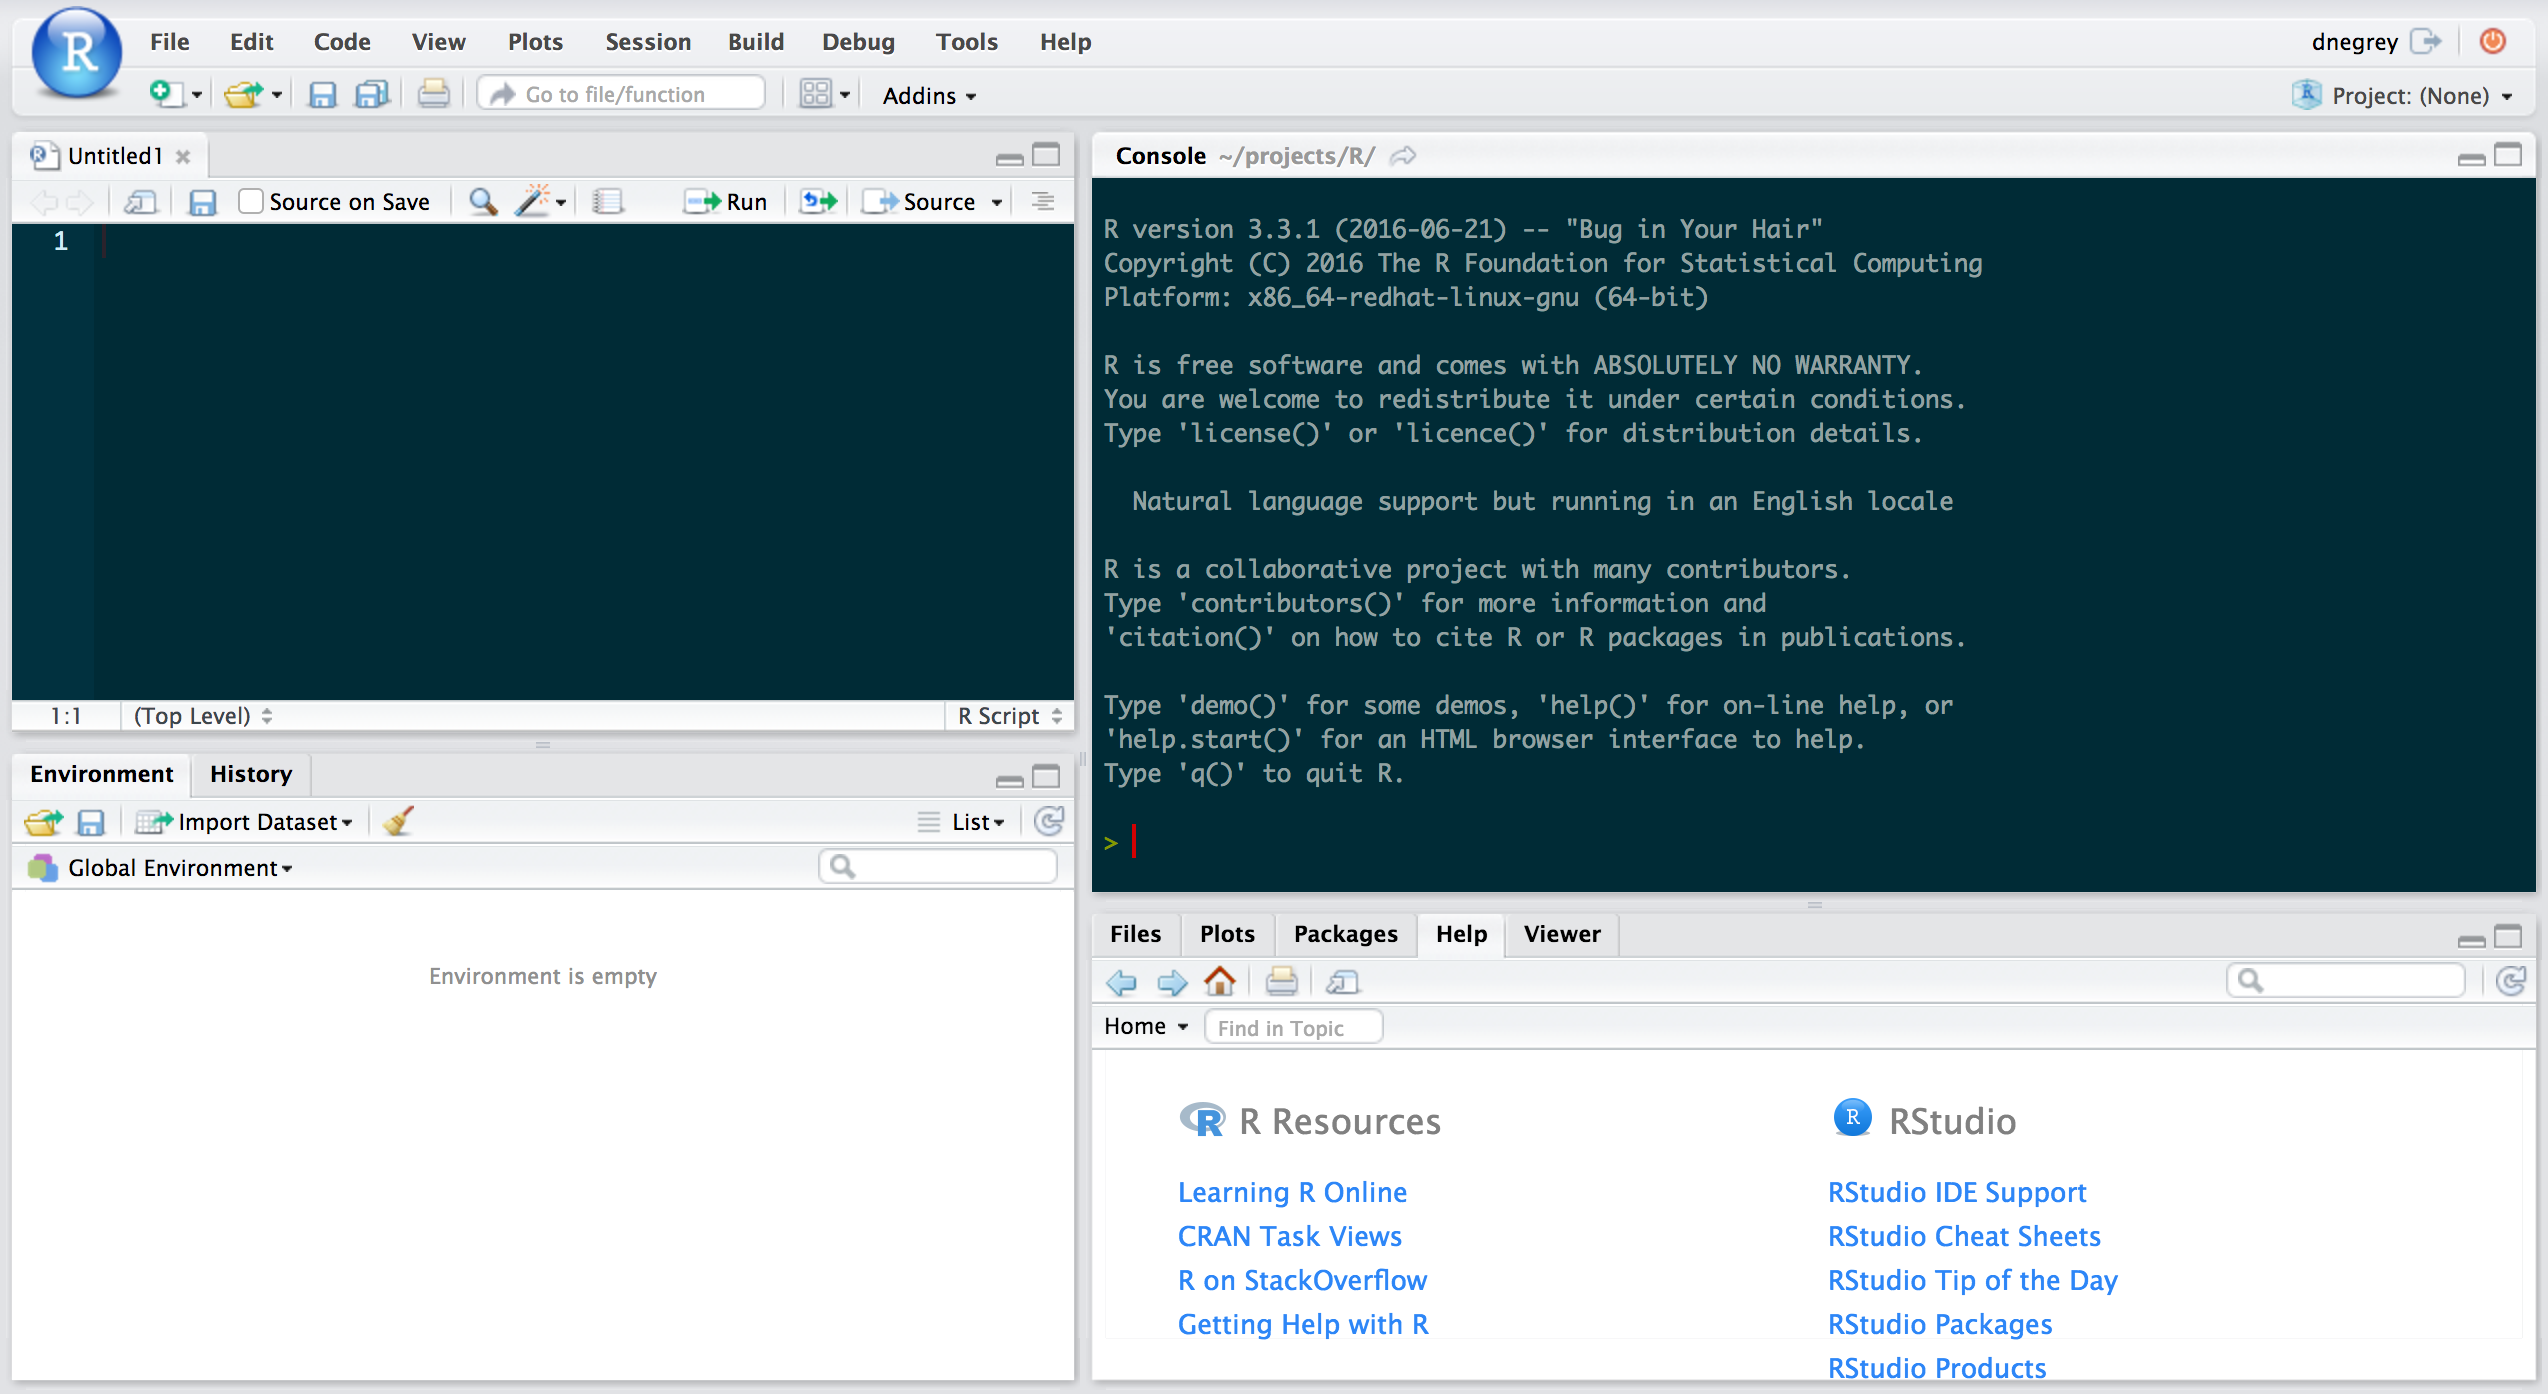 R File Edit Code View Plots Session Build Debug Tools Help dnegrey
Go to file/function Addins Project: (None)
Untitled1
Source on Save Run Source
1
1:1 (Top Level) R Script
Environment History
Import Dataset List
Global Environment
Environment is empty
Console ~/projects/R/
R version 3.3.1 (2016-06-21) -- "Bug in Your Hair"
Copyright (C) 2016 The R Foundation for Statistical Computing
Platform: x86_64-redhat-linux-gnu (64-bit)
R is free software and comes with ABSOLUTELY NO WARRANTY.
You are welcome to redistribute it under certain conditions.
Type 'license()' or 'licence()' for distribution details.
Natural language support but running in an English locale
R is a collaborative project with many contributors.
Type 'contributors()' for more information and
'citation()' on how to cite R or R packages in publications.
Type 'demo()' for some demos, 'help()' for on-line help, or
'help.start()' for an HTML browser interface to help.
Type 'q()' to quit R.
>
Files Plots Packages Help Viewer
Home Find in Topic
R R Resources
Learning R Online
CRAN Task Views
R on StackOverflow
Getting Help with R
R RStudio
RStudio IDE Support
RStudio Cheat Sheets
RStudio Tip of the Day
RStudio Packages
RStudio Products